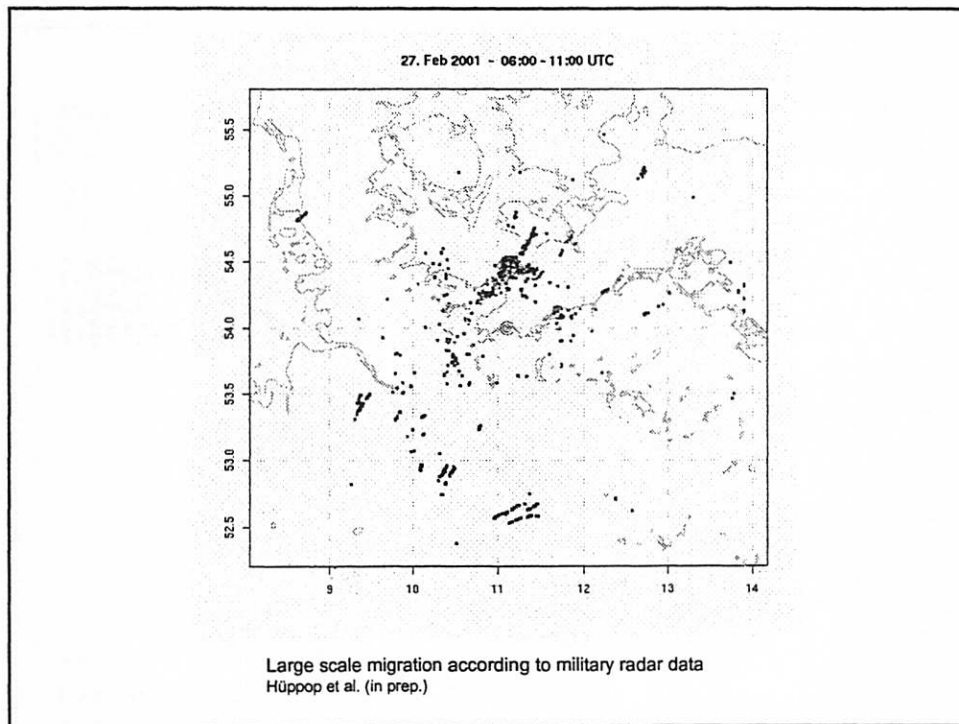 27. Feb 2001 - 06:00 - 11:00 UTC
55.5
55.0
54.5
54.0
53.5
53.0
52.5
9 10 11 12 13 14
Large scale migration according to military radar data
Hüppop et al. (in prep.)